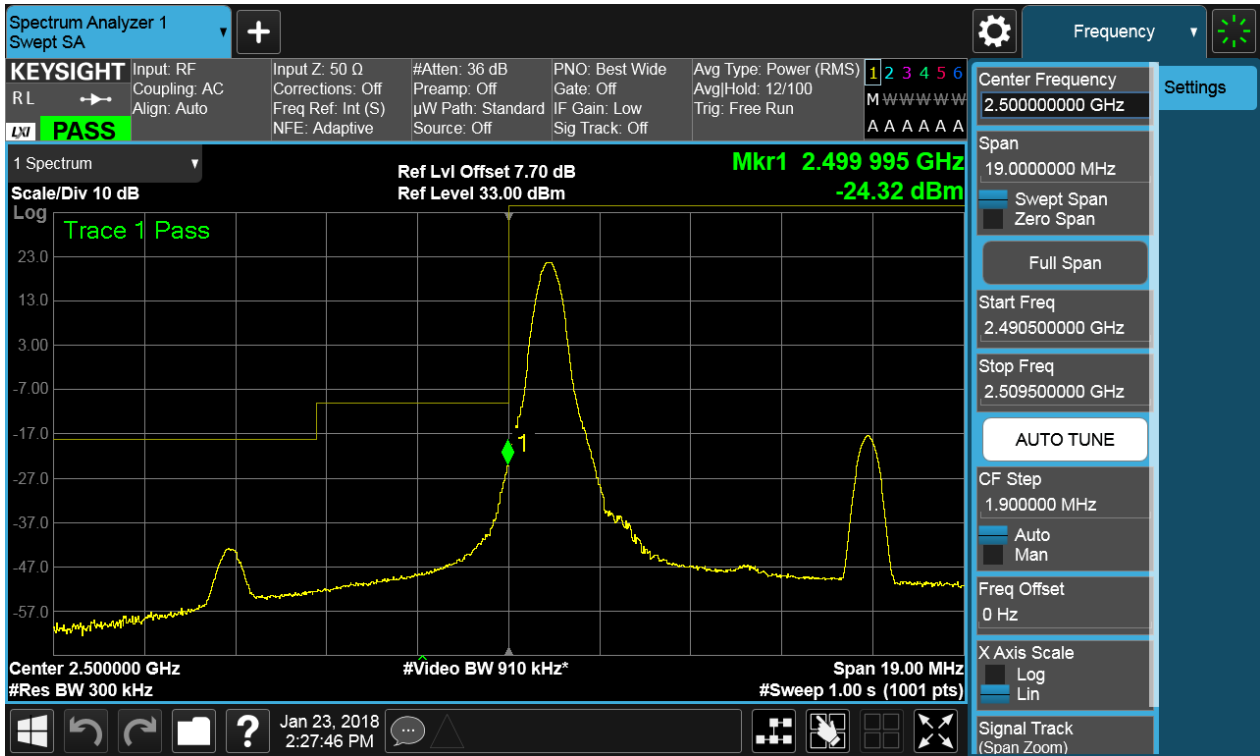 Spectrum Analyzer 1
Swept SA
+
Frequency
KEYSIGHT
R L
LXI PASS
Input: RF
Coupling: AC
Align: Auto
Input Z: 50 Ω
Corrections: Off
Freq Ref: Int (S)
NFE: Adaptive
#Atten: 36 dB
Preamp: Off
µW Path: Standard
Source: Off
PNO: Best Wide
Gate: Off
IF Gain: Low
Sig Track: Off
Avg Type: Power (RMS)
Avg|Hold: 12/100
Trig: Free Run
1 2 3 4 5 6
M W W W W W
A A A A A A
1 Spectrum
Scale/Div 10 dB
Ref Lvl Offset 7.70 dB
Ref Level 33.00 dBm
Mkr1 2.499 995 GHz
-24.32 dBm
Log
Trace 1 Pass
23.0
13.0
3.00
-7.00
-17.0
1
-27.0
-37.0
-47.0
-57.0
Center 2.500000 GHz
#Video BW 910 kHz*
Span 19.00 MHz
#Res BW 300 kHz
#Sweep 1.00 s (1001 pts)
Center Frequency
2.500000000 GHz
Settings
Span
19.0000000 MHz
Swept Span
Zero Span
Full Span
Start Freq
2.490500000 GHz
Stop Freq
2.509500000 GHz
AUTO TUNE
CF Step
1.900000 MHz
Auto
Man
Freq Offset
0 Hz
X Axis Scale
Log
Lin
Signal Track
(Span Zoom)
?
Jan 23, 2018
2:27:46 PM